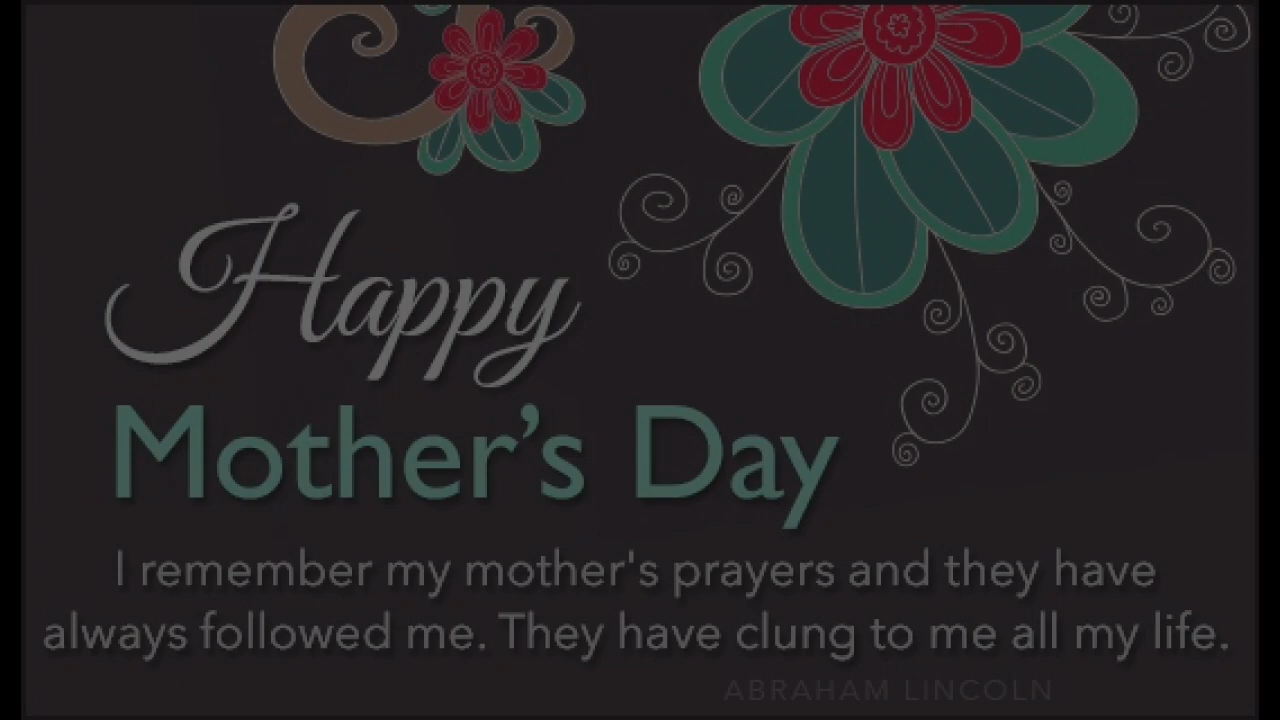 Happy
Mother’s Day
I remember my mother's prayers and they have
always followed me. They have clung to me all my life.
ABRAHAM LINCOLN